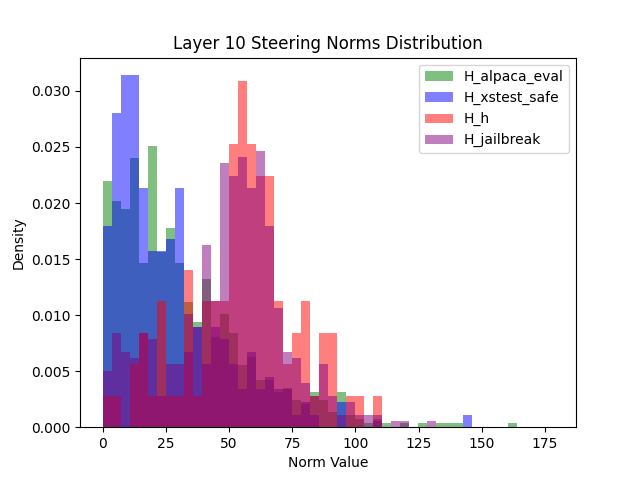 Layer 10 Steering Norms Distribution
H_alpaca_eval
H_xstest_safe
H_h
H_jailbreak
Density
0.030
0.025
0.020
0.015
0.010
0.005
0.000
0 25 50 75 100 125 150 175
Norm Value